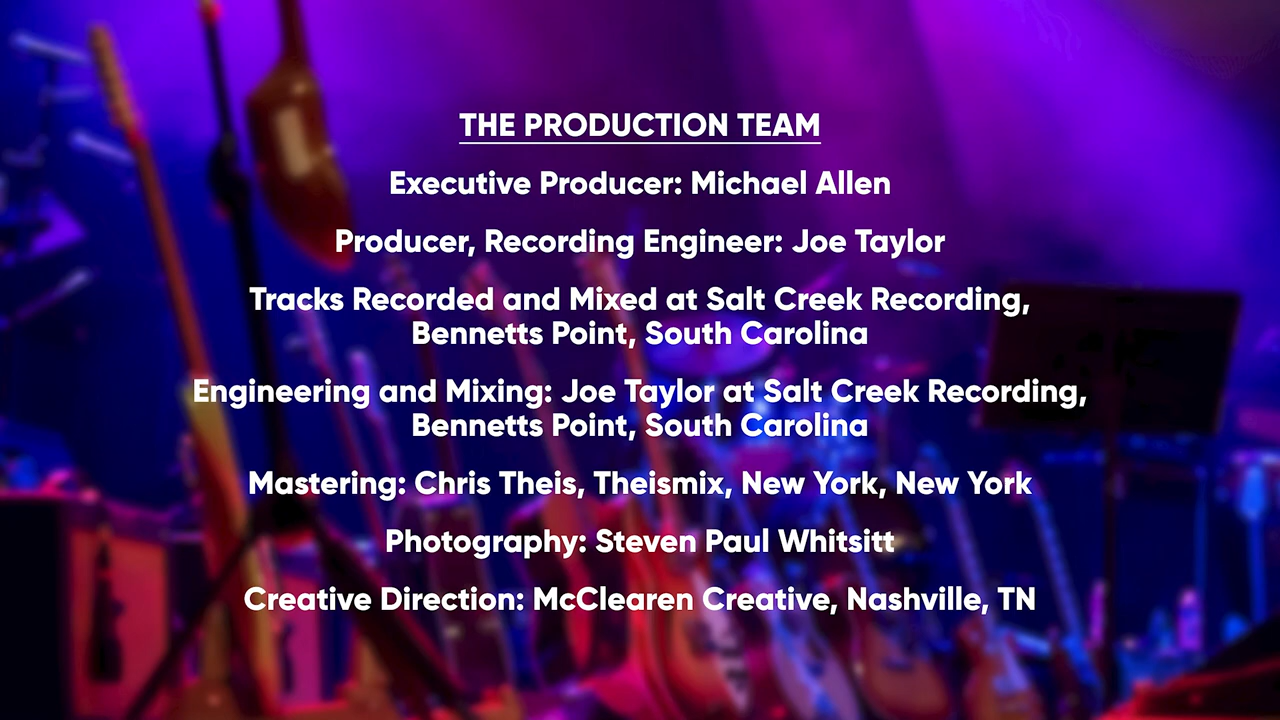 THE PRODUCTION TEAM
Executive Producer: Michael Allen
Producer, Recording Engineer: Joe Taylor
Tracks Recorded and Mixed at Salt Creek Recording,
Bennetts Point, South Carolina
Engineering and Mixing: Joe Taylor at Salt Creek Recording,
Bennetts Point, South Carolina
Mastering: Chris Theis, Theismix, New York, New York
Photography: Steven Paul Whitsitt
Creative Direction: McClearen Creative, Nashville, TN